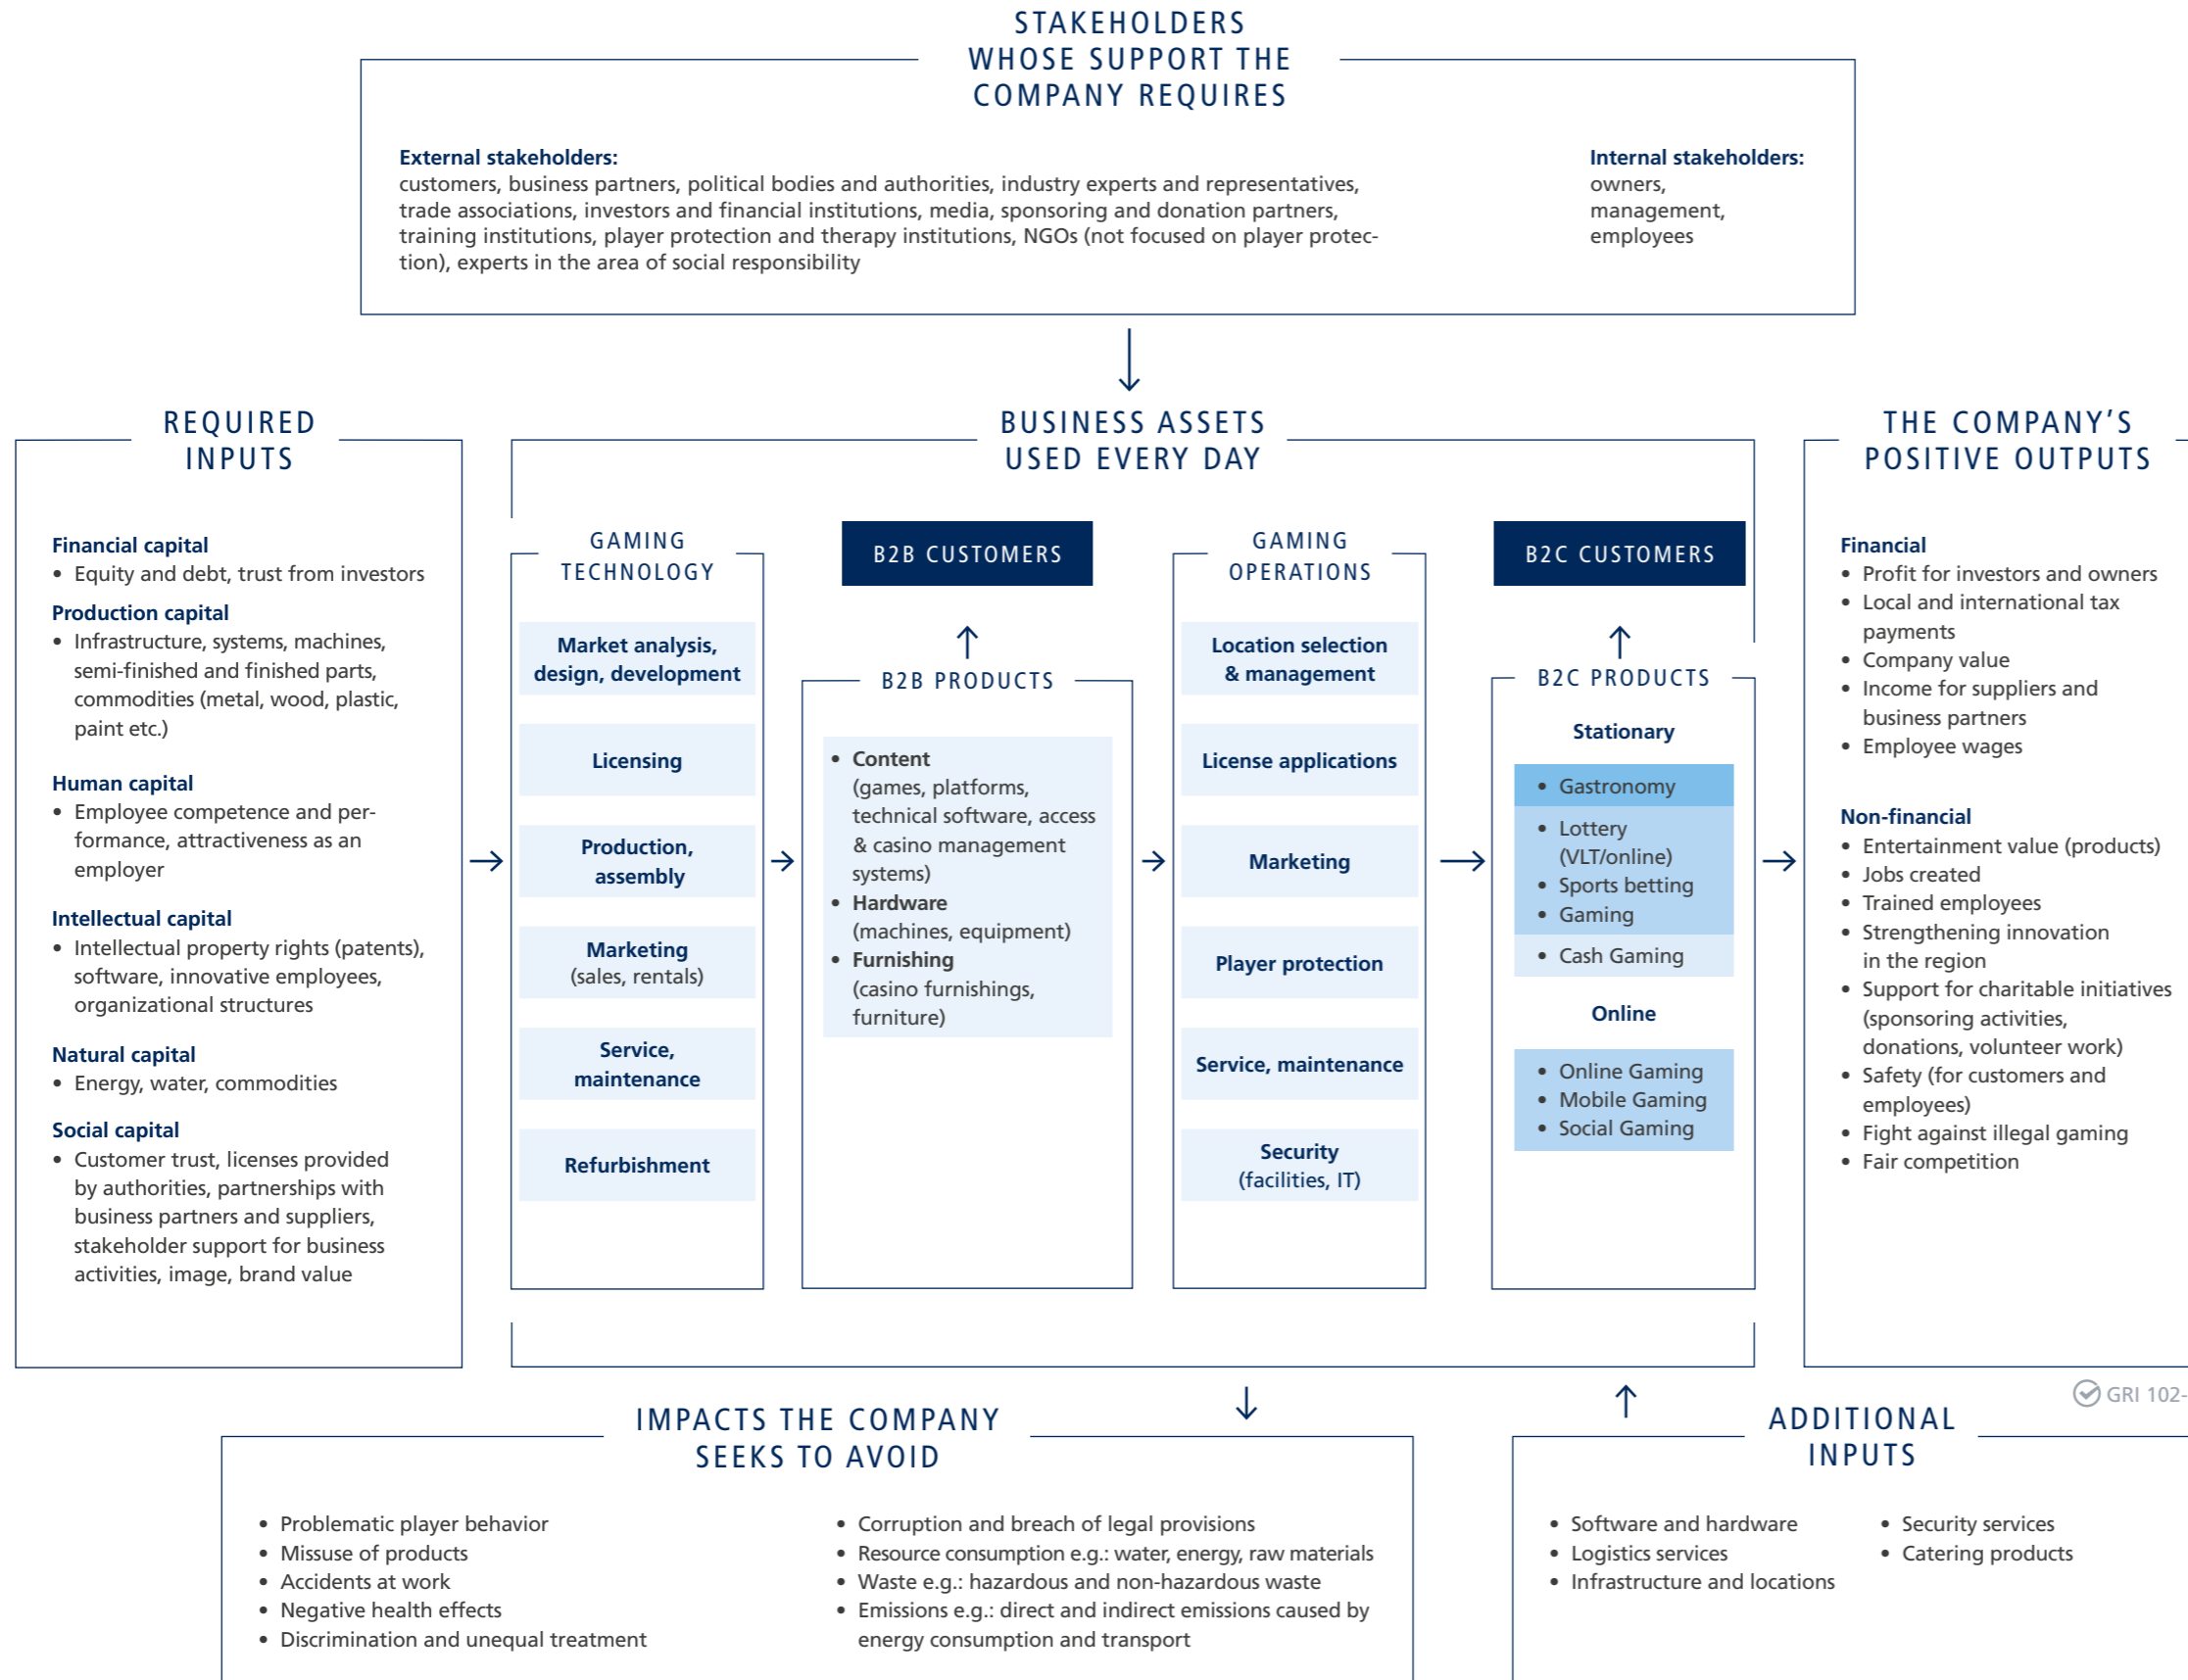 STAKEHOLDERS
WHOSE SUPPORT THE
COMPANY REQUIRES
External stakeholders:
customers, business partners, political bodies and authorities, industry experts and representatives,
trade associations, investors and financial institutions, media, sponsoring and donation partners,
training institutions, player protection and therapy institutions, NGOs (not focused on player protec-
tion), experts in the area of social responsibility
Internal stakeholders:
owners,
management,
employees
REQUIRED
INPUTS
Financial capital
• Equity and debt, trust from investors
Production capital
• Infrastructure, systems, machines,
semi-finished and finished parts,
commodities (metal, wood, plastic,
paint etc.)
Human capital
• Employee competence and per-
formance, attractiveness as an
employer
Intellectual capital
• Intellectual property rights (patents),
software, innovative employees,
organizational structures
Natural capital
• Energy, water, commodities
Social capital
• Customer trust, licenses provided
by authorities, partnerships with
business partners and suppliers,
stakeholder support for business
activities, image, brand value
BUSINESS ASSETS
USED EVERY DAY
GAMING
TECHNOLOGY
Market analysis,
design, development
Licensing
Production,
assembly
Marketing
(sales, rentals)
Service,
maintenance
Refurbishment
B2B CUSTOMERS
B2B PRODUCTS
• Content
(games, platforms,
technical software, access
& casino management
systems)
• Hardware
(machines, equipment)
• Furnishing
(casino furnishings,
furniture)
GAMING
OPERATIONS
Location selection
& management
License applications
Marketing
Player protection
Service, maintenance
Security
(facilities, IT)
B2C CUSTOMERS
B2C PRODUCTS
Stationary
• Gastronomy
• Lottery
(VLT/online)
• Sports betting
• Gaming
• Cash Gaming
Online
• Online Gaming
• Mobile Gaming
• Social Gaming
THE COMPANY'S
POSITIVE OUTPUTS
Financial
• Profit for investors and owners
• Local and international tax
payments
• Company value
• Income for suppliers and
business partners
• Employee wages
Non-financial
• Entertainment value (products)
• Jobs created
• Trained employees
• Strengthening innovation
in the region
• Support for charitable initiatives
(sponsoring activities,
donations, volunteer work)
• Safety (for customers and
employees)
• Fight against illegal gaming
• Fair competition
GRI 102-
IMPACTS THE COMPANY
SEEKS TO AVOID
• Problematic player behavior
• Missuse of products
• Accidents at work
• Negative health effects
• Discrimination and unequal treatment
• Corruption and breach of legal provisions
• Resource consumption e.g.: water, energy, raw materials
• Waste e.g.: hazardous and non-hazardous waste
• Emissions e.g.: direct and indirect emissions caused by
energy consumption and transport
ADDITIONAL
INPUTS
• Software and hardware
• Logistics services
• Infrastructure and locations
• Security services
• Catering products